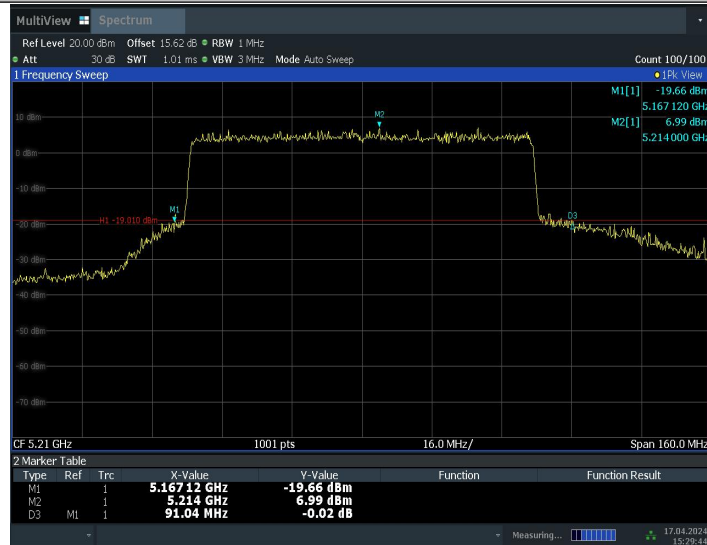 MultiView Spectrum
Ref Level 20.00 dBm Offset 15.62 dB RBW 1 MHz
Att 30 dB SWT 1.01 ms VBW 3 MHz Mode Auto Sweep Count 100/100
1 Frequency Sweep 1Pk View
M1[1] -19.66 dBm
5.167 120 GHz
M2[1] 6.99 dBm
5.214 000 GHz
M2
10 dBm
0 dBm
-10 dBm
M1
H1 -19.010 dBm
D3
-20 dBm
-30 dBm
-40 dBm
-50 dBm
-60 dBm
-70 dBm
CF 5.21 GHz 1001 pts 16.0 MHz/ Span 160.0 MHz
2 Marker Table
Type Ref Trc X-Value Y-Value Function Function Result
M1 1 5.16712 GHz -19.66 dBm
M2 1 5.214 GHz 6.99 dBm
D3 M1 1 91.04 MHz -0.02 dB
Measuring... 17.04.2024
15:29:44